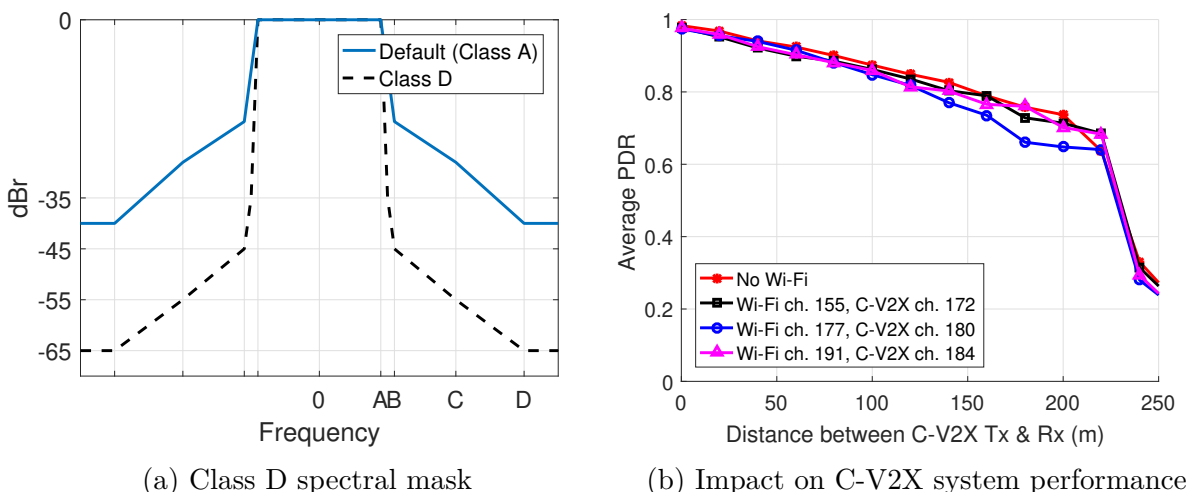 0
-35
-45
-55
-65
dBr
Default (Class A)
Class D
0
A
B
C
D
Frequency
(a) Class D spectral mask
1
0.8
0.6
0.4
0.2
0
Average PDR
No Wi-Fi
Wi-Fi ch. 155, C-V2X ch. 172
Wi-Fi ch. 177, C-V2X ch. 180
Wi-Fi ch. 191, C-V2X ch. 184
0
50
100
150
200
250
Distance between C-V2X Tx & Rx (m)
(b) Impact on C-V2X system performance